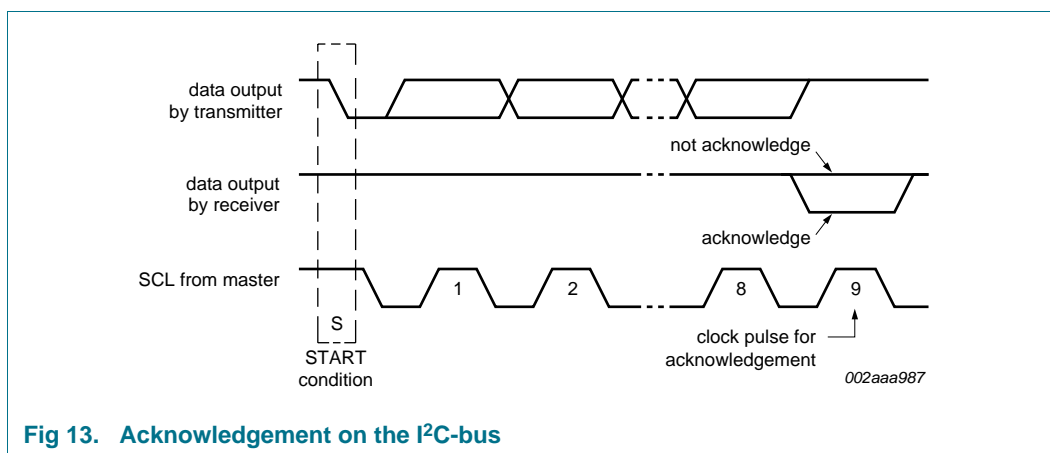 data output
by transmitter
not acknowledge
data output
by receiver
acknowledge
SCL from master
1
2
8
9
S
START
condition
clock pulse for
acknowledgement
002aaa987
Fig 13. Acknowledgement on the I²C-bus